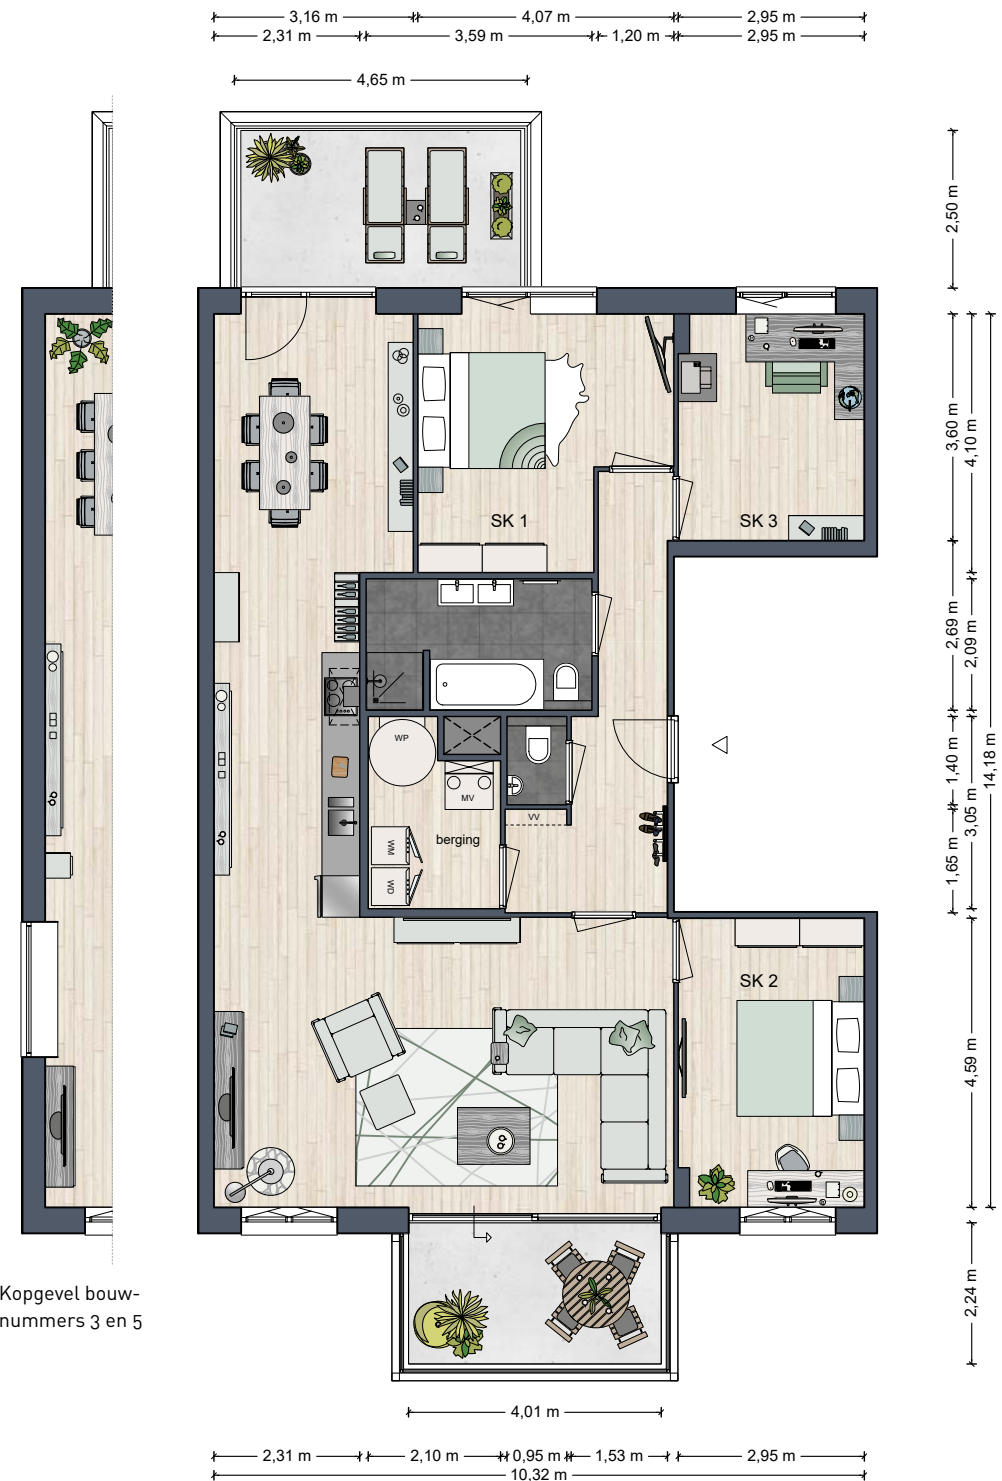 3,16 m 4,07 m 2,95 m
2,31 m 3,59 m 1,20 m 2,95 m
4,65 m
2,50 m
3,60 m
4,10 m
SK 1
SK 3
2,69 m
2,09 m
14,18 m
WP
1,40 m
MV
3,05 m
VV
berging
WM
1,65 m
WD
SK 2
4,59 m
2,24 m
Kopgevel bouw-
nummers 3 en 5
4,01 m
2,31 m 2,10 m 0,95 m 1,53 m 2,95 m
10,32 m